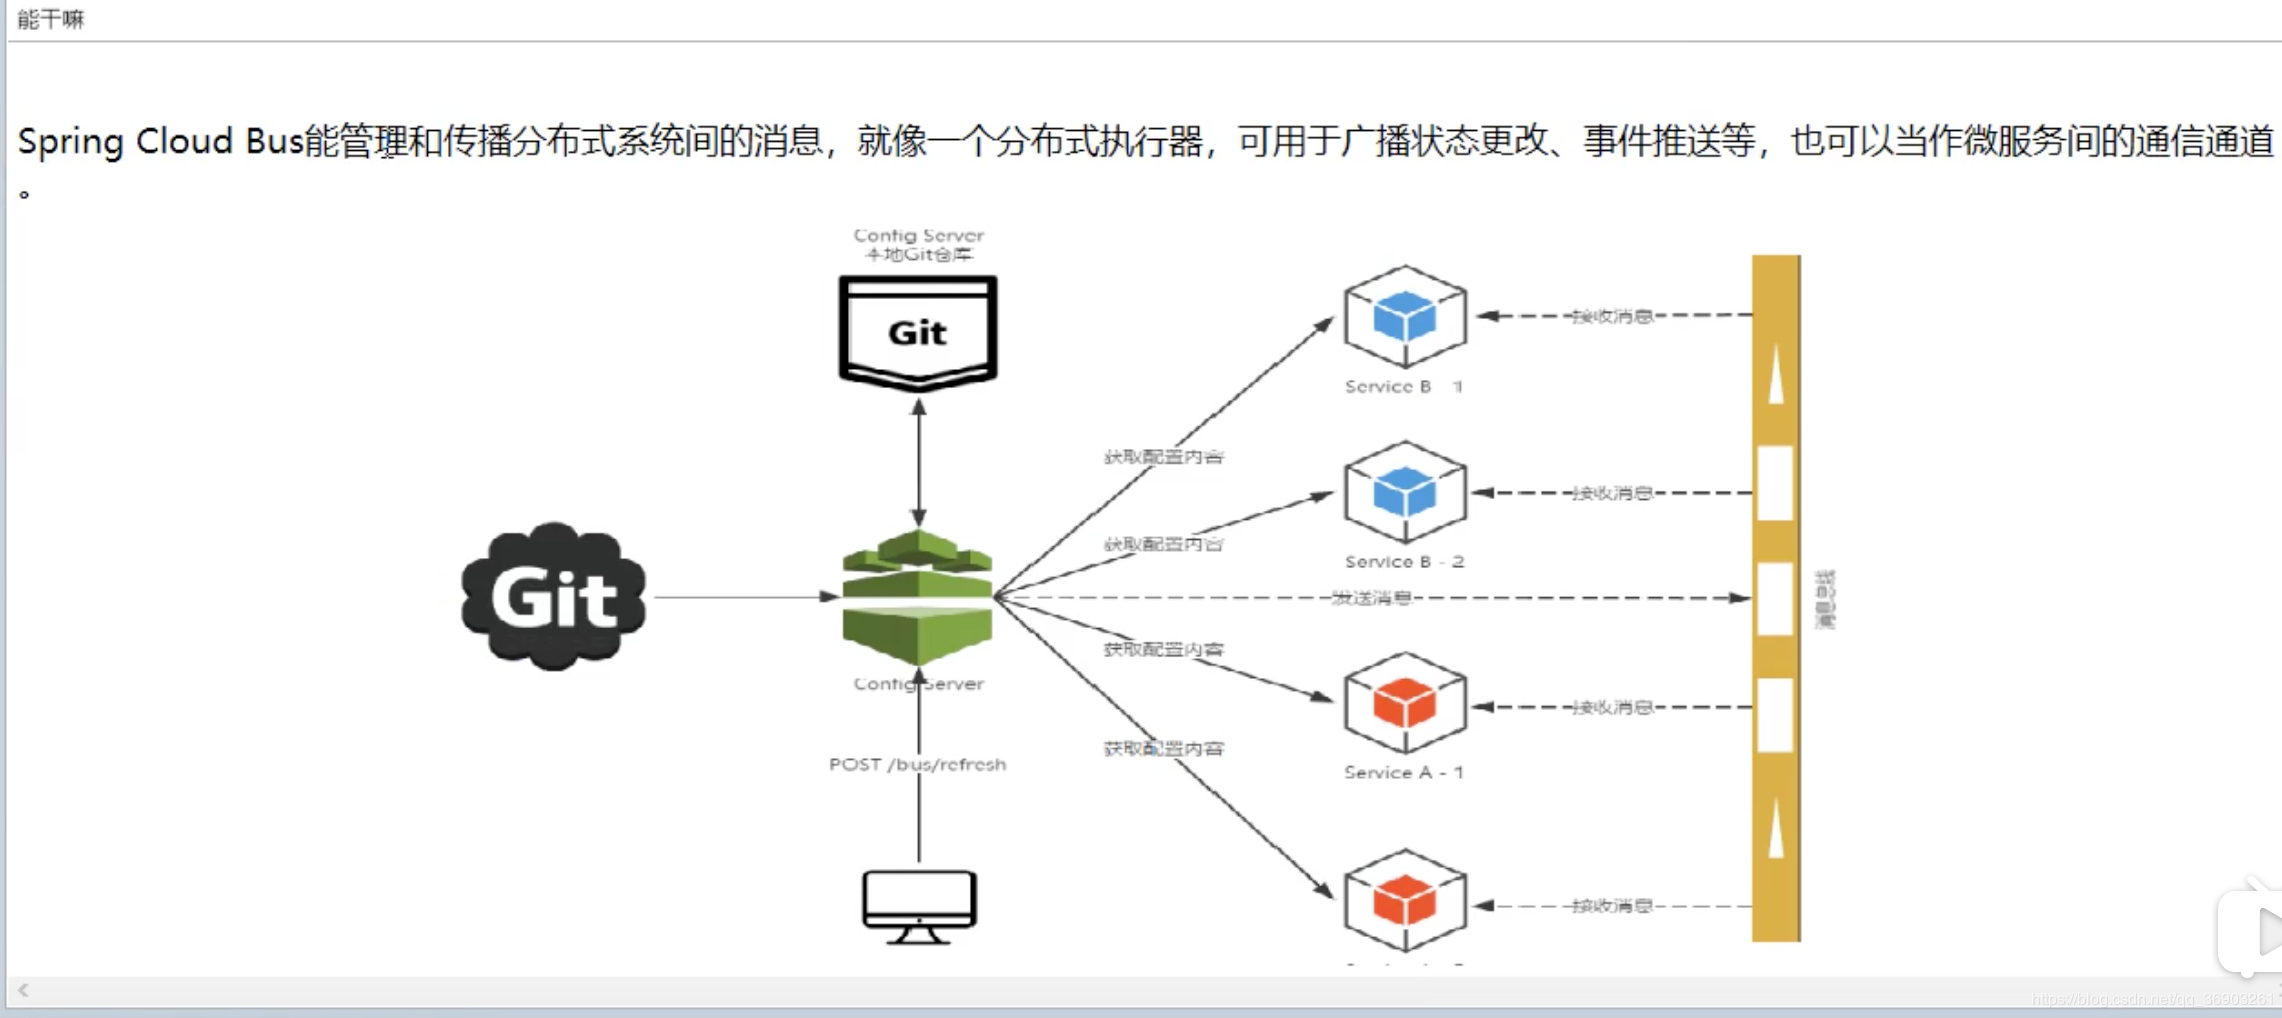 能干嘛
Spring Cloud Bus能管理和传播分布式系统间的消息，就像一个分布式执行器，可用于广播状态更改、事件推送等，也可以当作微服务间的通信通道
。
Config Server
本地Git仓库
Git
接收消息
Service B - 1
获取配置内容
接收消息
获取配置内容
Service B - 2
Git
发送消息
消息总线
获取配置内容
Config Server
接收消息
获取配置内容
POST /bus/refresh
Service A - 1
接收消息
https://blog.csdn.net/qq_36903261